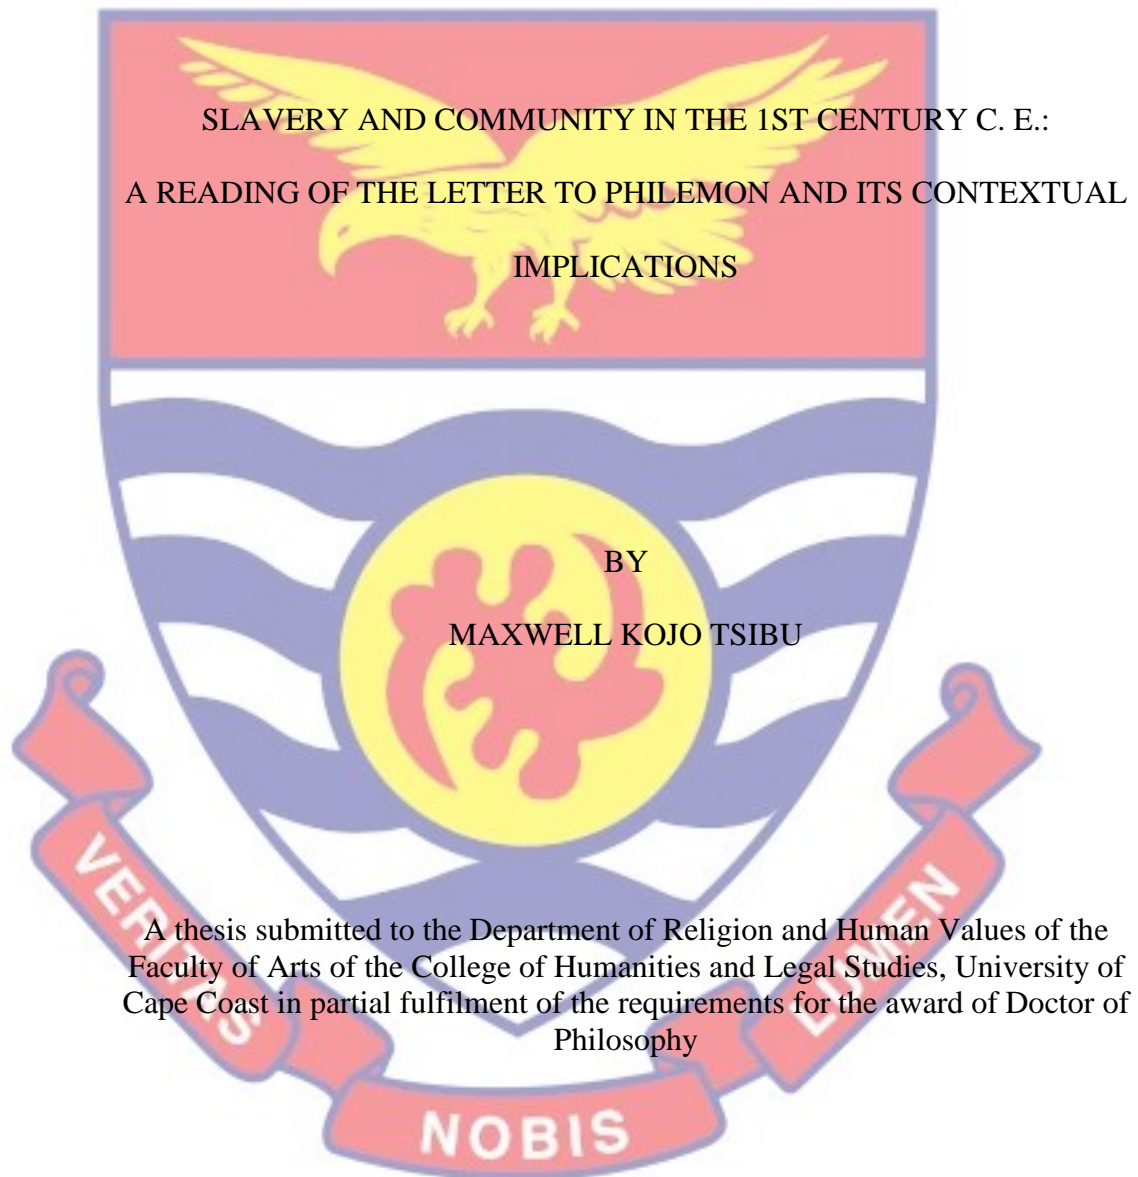 SLAVERY AND COMMUNITY IN THE 1ST CENTURY C. E.:
A READING OF THE LETTER TO PHILEMON AND ITS CONTEXTUAL
IMPLICATIONS
BY
MAXWELL KOJO TSIBU
A thesis submitted to the Department of Religion and Human Values of the
Faculty of Arts of the College of Humanities and Legal Studies, University of
Cape Coast in partial fulfilment of the requirements for the award of Doctor of
Philosophy
VERITAS
NOBIS
LUMEN